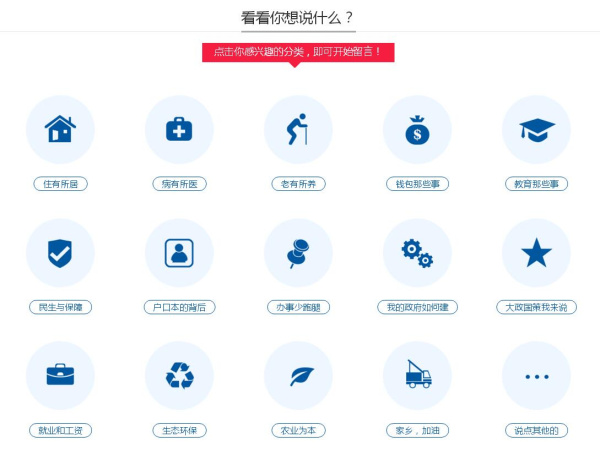 看看你想说什么？
点击你感兴趣的分类，即可开始留言！
住有所居
病有所医
老有所养
钱包那些事
教育那些事
民生与保障
户口本的背后
办事少跑腿
我的政府如何建
大政国策我来说
就业和工资
生态环保
农业为本
家乡，加油
说点其他的